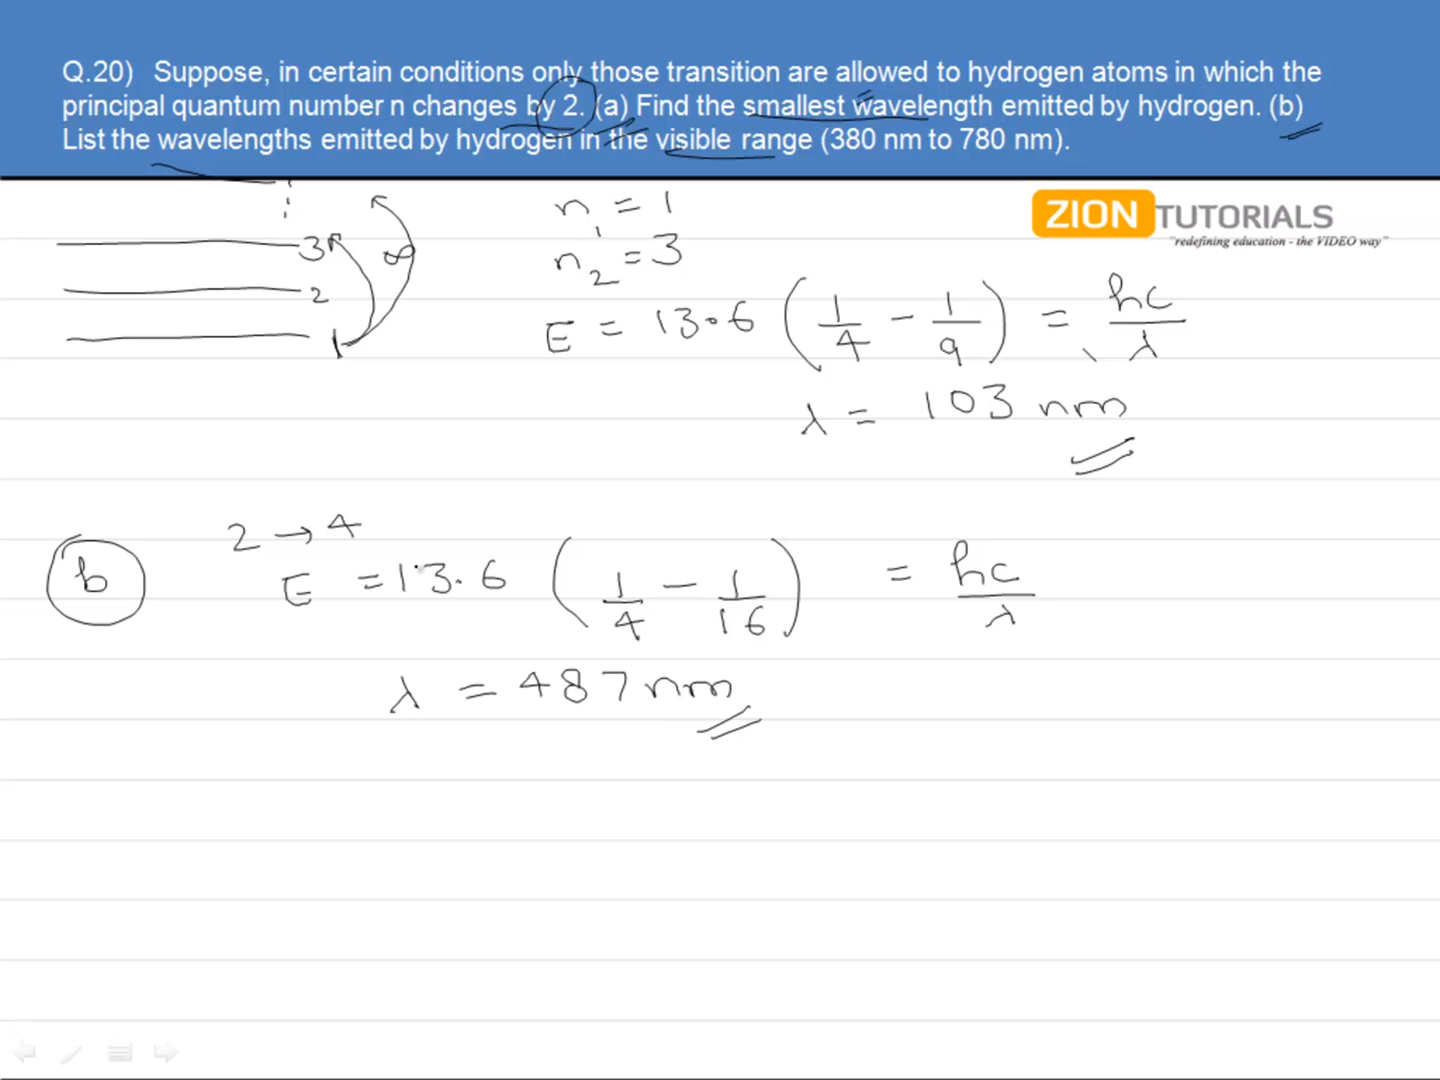 Q.20) Suppose, in certain conditions only those transition are allowed to hydrogen atoms in which the
principal quantum number n changes by 2. (a) Find the smallest wavelength emitted by hydrogen. (b)
List the wavelengths emitted by hydrogen in the visible range (380 nm to 780 nm).
ZION TUTORIALS
"redefining education - the VIDEO way"
3
2
1
∞
n₁ = 1
n₂ = 3
E = 13.6 (1/4 - 1/9) = hc/λ
λ = 103 nm
b
2 → 4
E = 13.6 (1/4 - 1/16) = hc/λ
λ = 487 nm